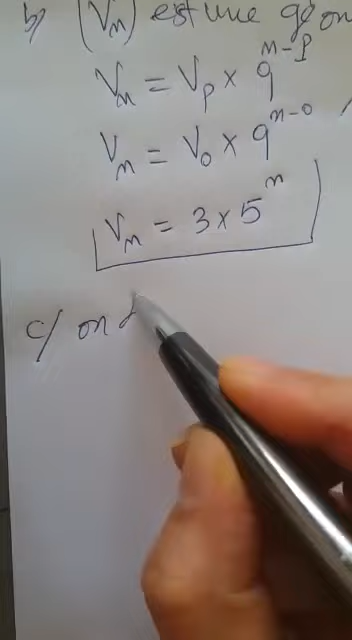 b) (Vn) est une géom
Vn = Vp × q^n-p
Vn = V0 × q^n-0
Vn = 3 × 5^n
c/ on